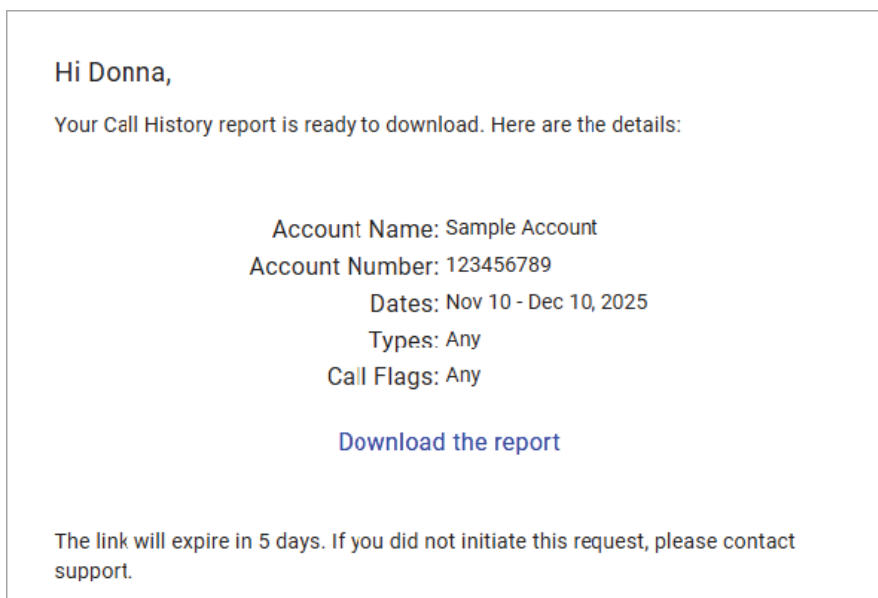 Hi Donna,
Your Call History report is ready to download. Here are the details:
Account Name: Sample Account
Account Number: 123456789
Dates: Nov 10 - Dec 10, 2025
Types: Any
Call Flags: Any
Download the report
The link will expire in 5 days. If you did not initiate this request, please contact
support.